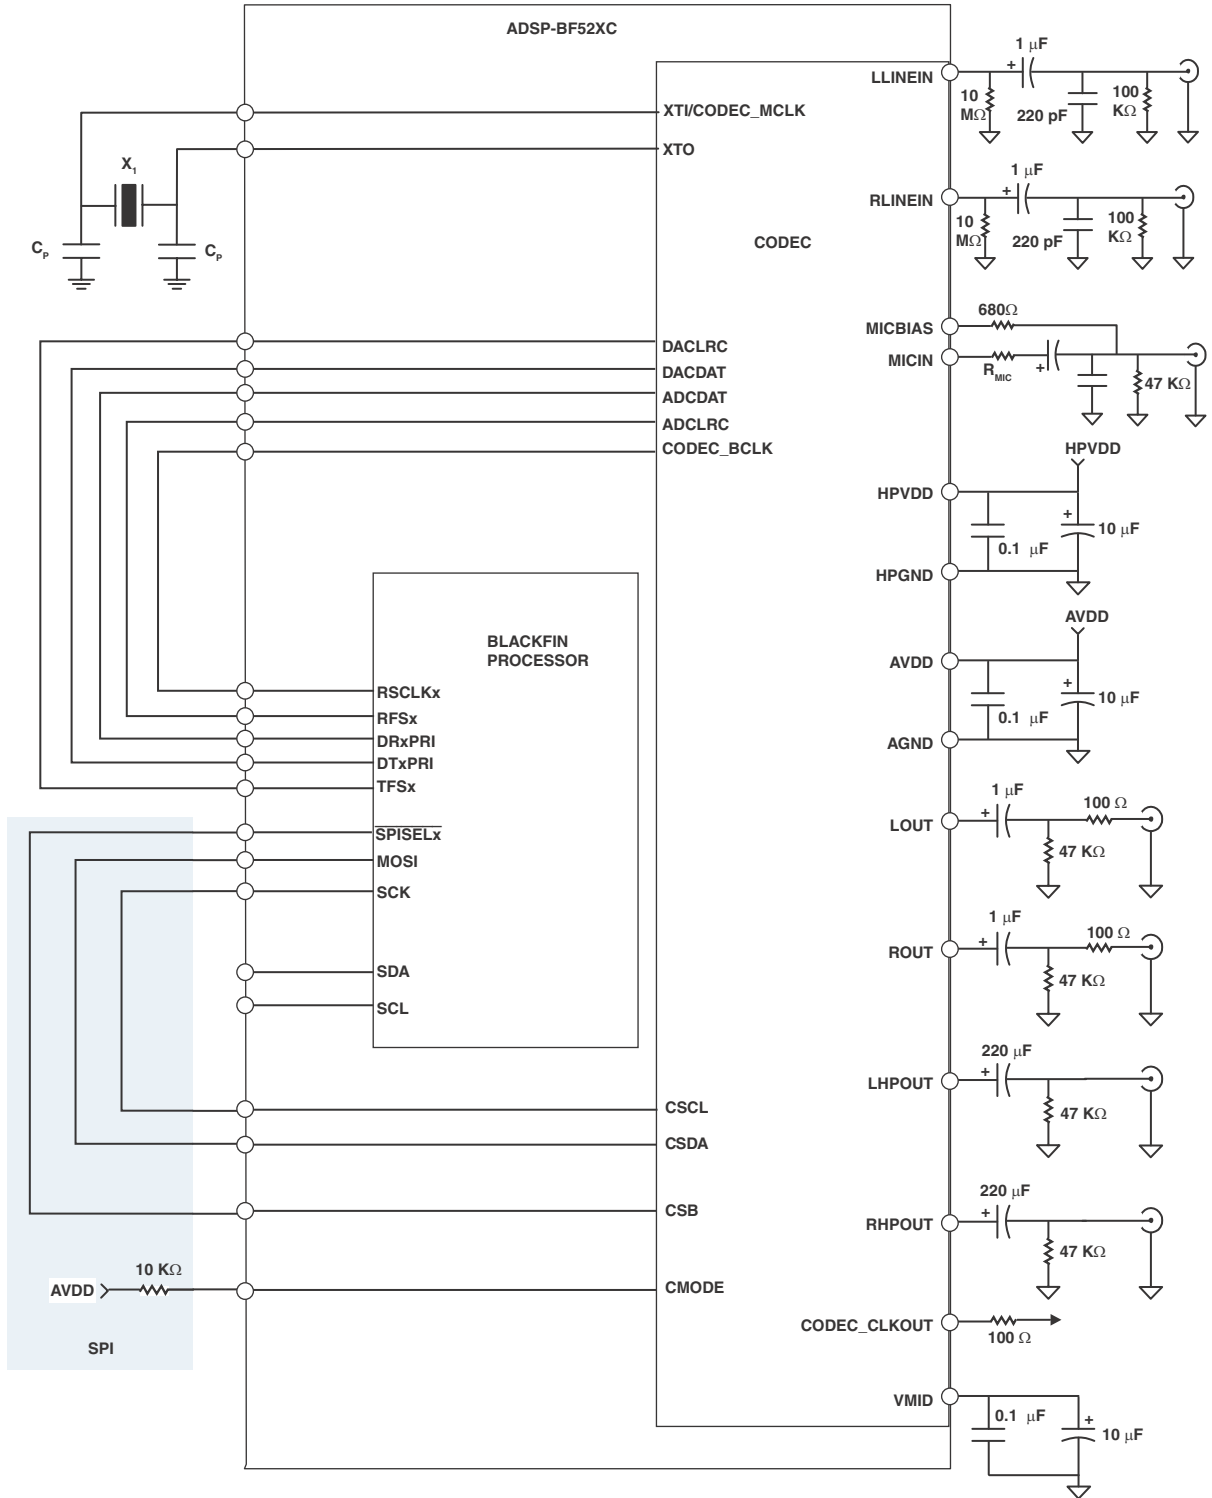 ADSP-BF52XC
XTI/CODEC_MCLK
XTO
X₁
Cₚ
Cₚ
CODEC
DACLRC
DACDAT
ADCDAT
ADCLRC
CODEC_BCLK
BLACKFIN
PROCESSOR
RSCLKx
RFSx
DRxPRI
DTxPRI
TFSx
SPISELx
MOSI
SCK
SDA
SCL
CSCL
CSDA
CSB
CMODE
AVDD
10 KΩ
SPI
LLINEIN
1 µF
+
10
MΩ
220 pF
100
KΩ
RLINEIN
1 µF
+
10
MΩ
220 pF
100
KΩ
MICBIAS
680Ω
MICIN
R_MIC
+
47 KΩ
HPVDD
HPVDD
+
0.1 µF
10 µF
HPGND
AVDD
AVDD
+
0.1 µF
10 µF
AGND
LOUT
1 µF
+
100 Ω
47 KΩ
ROUT
1 µF
+
100 Ω
47 KΩ
LHPOUT
220 µF
+
47 KΩ
RHPOUT
220 µF
+
47 KΩ
CODEC_CLKOUT
100 Ω
VMID
0.1 µF
+
10 µF